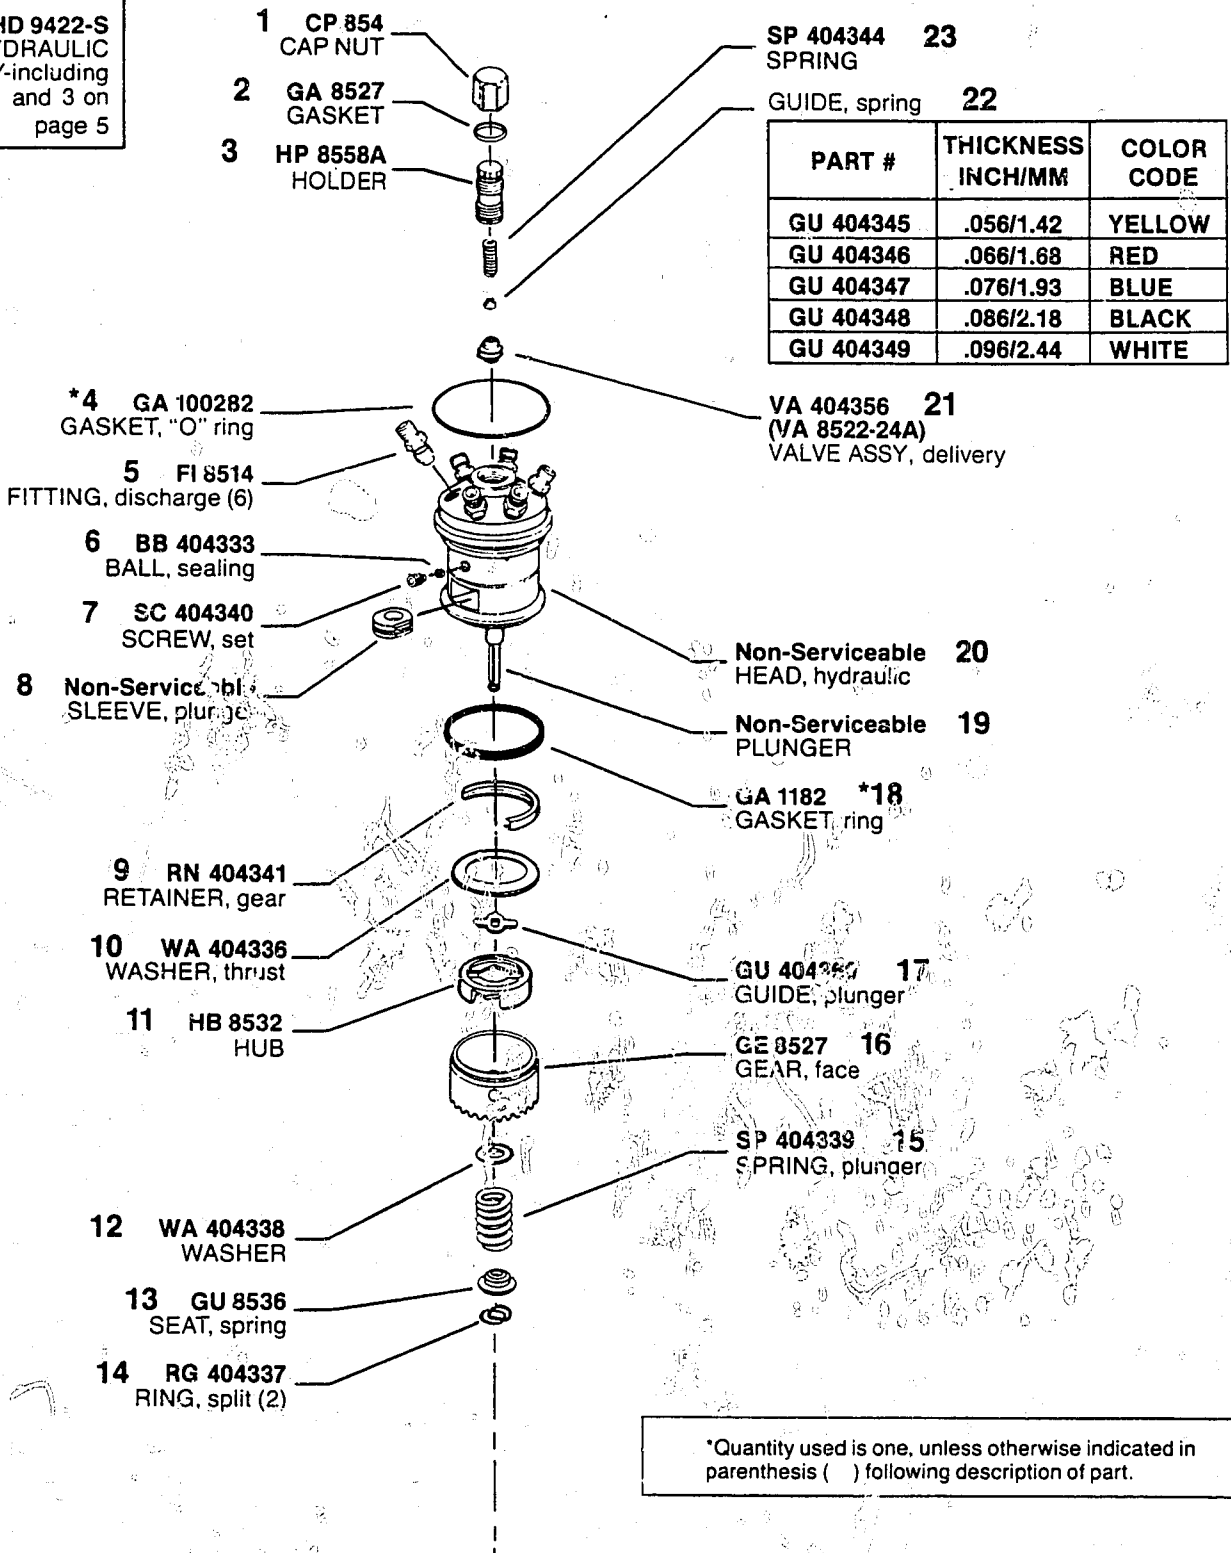 HD 9422-S
including
and 3 on
page 5
1 CP 854
CAP NUT
2 GA 8527
GASKET
3 HP 8558A
HOLDER
*4 GA 100282
GASKET, "O" ring
5 FI 8514
FITTING, discharge (6)
6 BB 404333
BALL, sealing
7 SC 404340
SCREW, set
8 Non-Serviceable
SLEEVE, plunger
9 RN 404341
RETAINER, gear
10 WA 404336
WASHER, thrust
11 HB 8532
HUB
12 WA 404338
WASHER
13 GU 8536
SEAT, spring
14 RG 404337
RING, split (2)
SP 404344 23
SPRING
GUIDE, spring 22
PART # THICKNESS INCH/MM COLOR CODE
GU 404345 .056/1.42 YELLOW
GU 404346 .066/1.68 RED
GU 404347 .076/1.93 BLUE
GU 404348 .086/2.18 BLACK
GU 404349 .096/2.44 WHITE
VA 404356 21
(VA 8522-24A)
VALVE ASSY, delivery
Non-Serviceable 20
HEAD, hydraulic
Non-Serviceable 19
PLUNGER
GA 1182 *18
GASKET, ring
GU 17
GUIDE, plunger
GE 8527 16
GEAR, face
SP 404339 15
SPRING, plunger
*Quantity used is one, unless otherwise indicated in
parenthesis ( ) following description of part.